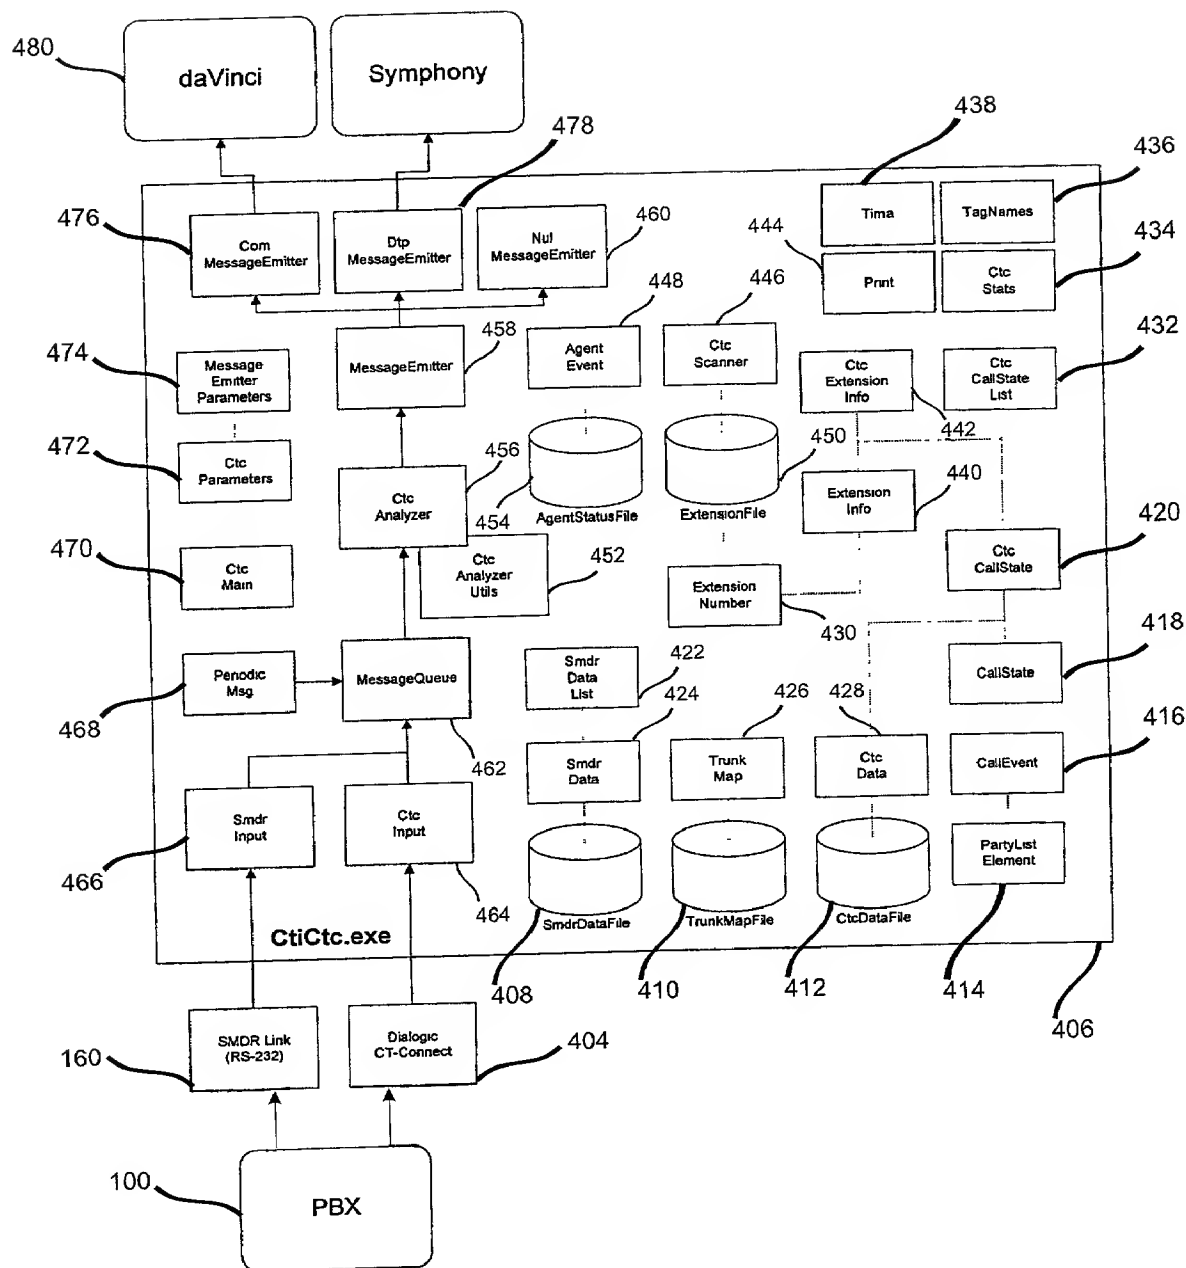 480
daVinci
Symphony
478
438
436
476
Com
MessageEmitter
Dtp
MessageEmitter
Nul
MessageEmitter
460
444
Tima
TagNames
434
Print
Ctc
Stats
448
446
474
Message
Emitter
Parameters
458
MessageEmitter
Agent
Event
Ctc
Scanner
Ctc
Extension
Info
442
Ctc
CallState
List
432
472
Ctc
Parameters
456
Ctc
Analyzer
454
AgentStatusFile
450
ExtensionFile
440
Extension
Info
420
Ctc
CallState
470
Ctc
Main
Ctc
Analyzer
Utils
452
Extension
Number
430
418
CallState
468
Periodic
Msg
MessageQueue
462
Smdr
Data
List
422
424
426
428
416
Smdr
Data
Trunk
Map
Ctc
Data
CallEvent
466
Smdr
Input
Ctc
Input
464
PartyList
Element
CtiCtc.exe
SmdrDataFile
TrunkMapFile
CtcDataFile
408
410
412
414
406
160
SMDR Link
(RS-232)
Dialogic
CT-Connect
404
100
PBX